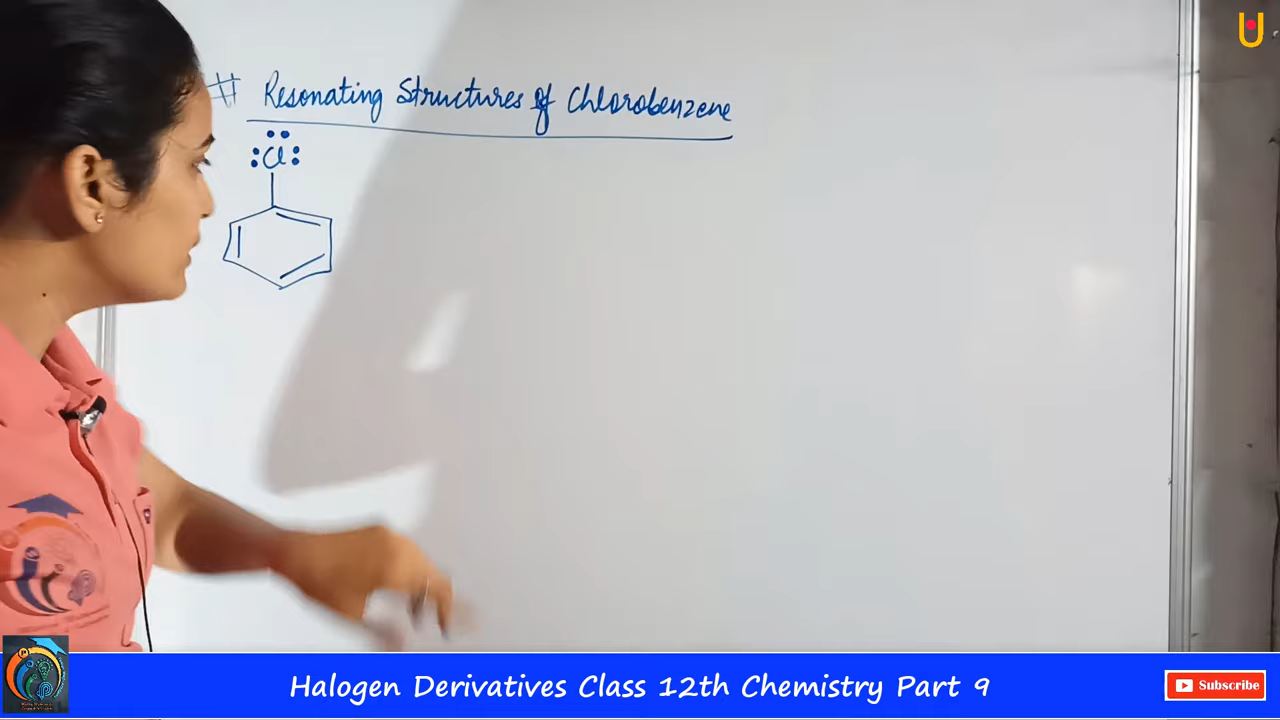 # Resonating Structures of Chlorobenzene
Cl
Halogen Derivatives Class 12th Chemistry Part 9
Subscribe